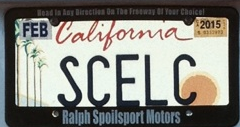 Head In Any Direction On The Freeway Of Your Choice!
FEB California 2015
SCELC
Ralph Spoilsport Motors